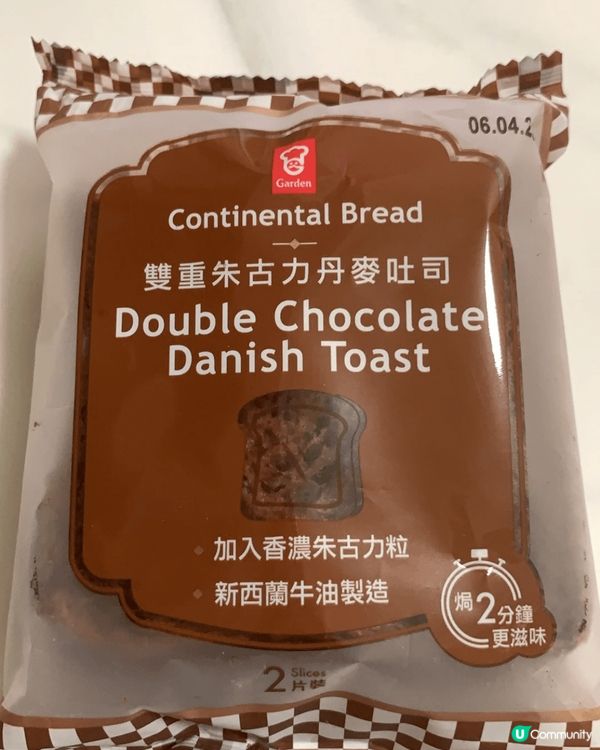 06.04.2
Garden
Continental Bread
雙重朱古力丹麥吐司
Double Chocolate
Danish Toast
加入香濃朱古力粒
新西蘭牛油製造
焗2分鐘
更滋味
2 Slices
片裝
U Community